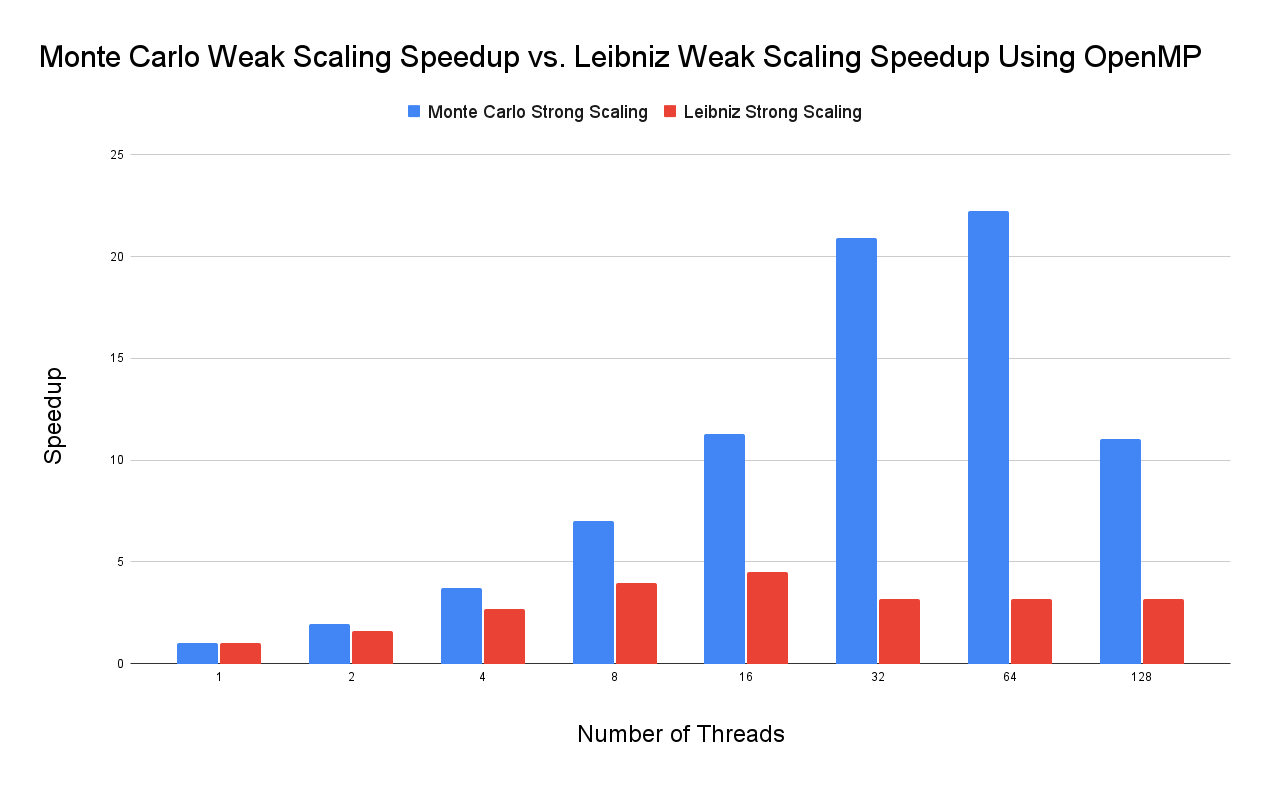 Monte Carlo Weak Scaling Speedup vs. Leibniz Weak Scaling Speedup Using OpenMP
Monte Carlo Strong Scaling Leibniz Strong Scaling
25
20
15
10
5
0
Speedup
1 2 4 8 16 32 64 128
Number of Threads